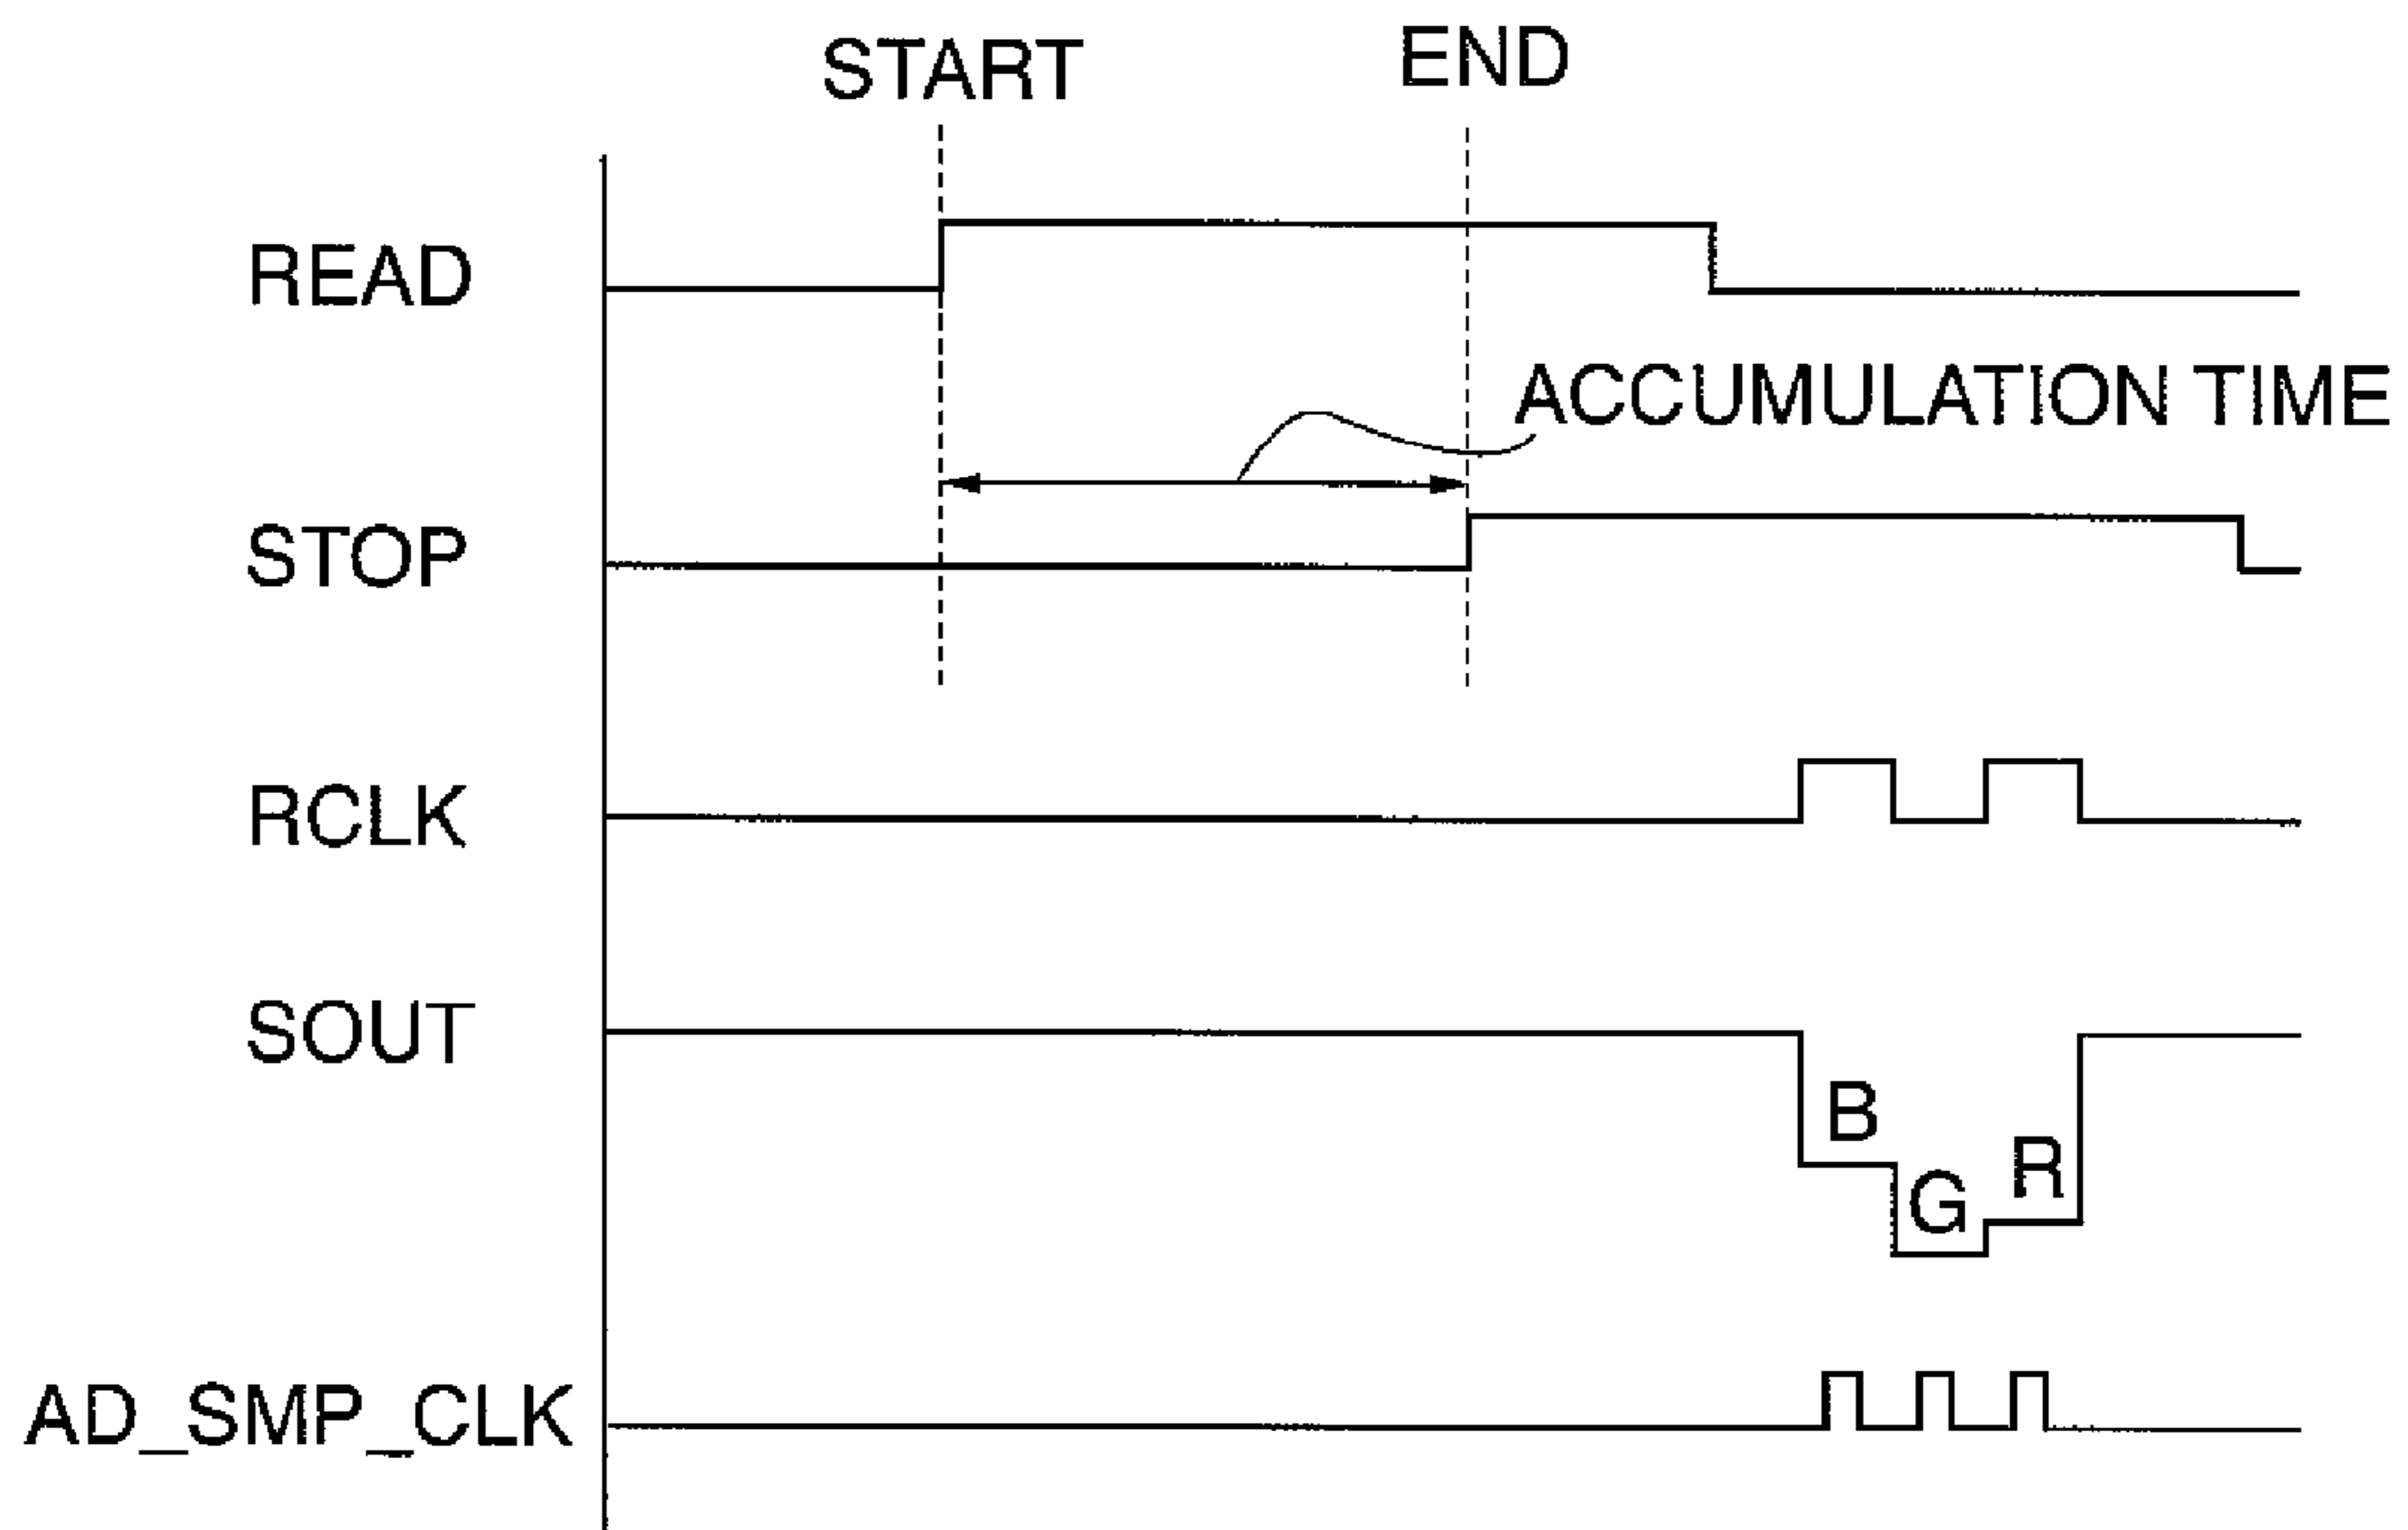 START
END
READ
ACCUMULATION TIME
STOP
RCLK
SOUT
B
G
R
AD_SMP_CLK